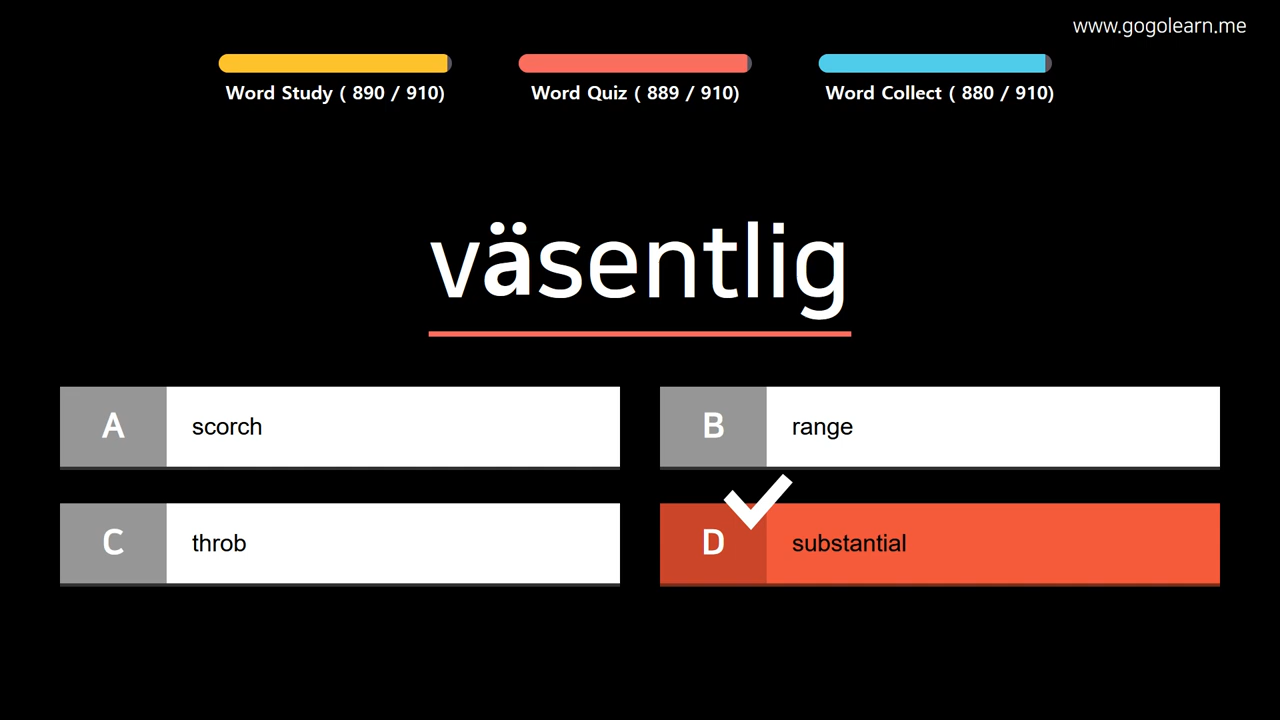 www.gogolearn.me
Word Study ( 890 / 910)
Word Quiz ( 889 / 910)
Word Collect ( 880 / 910)
väsentlig
A scorch
B range
C throb
D substantial